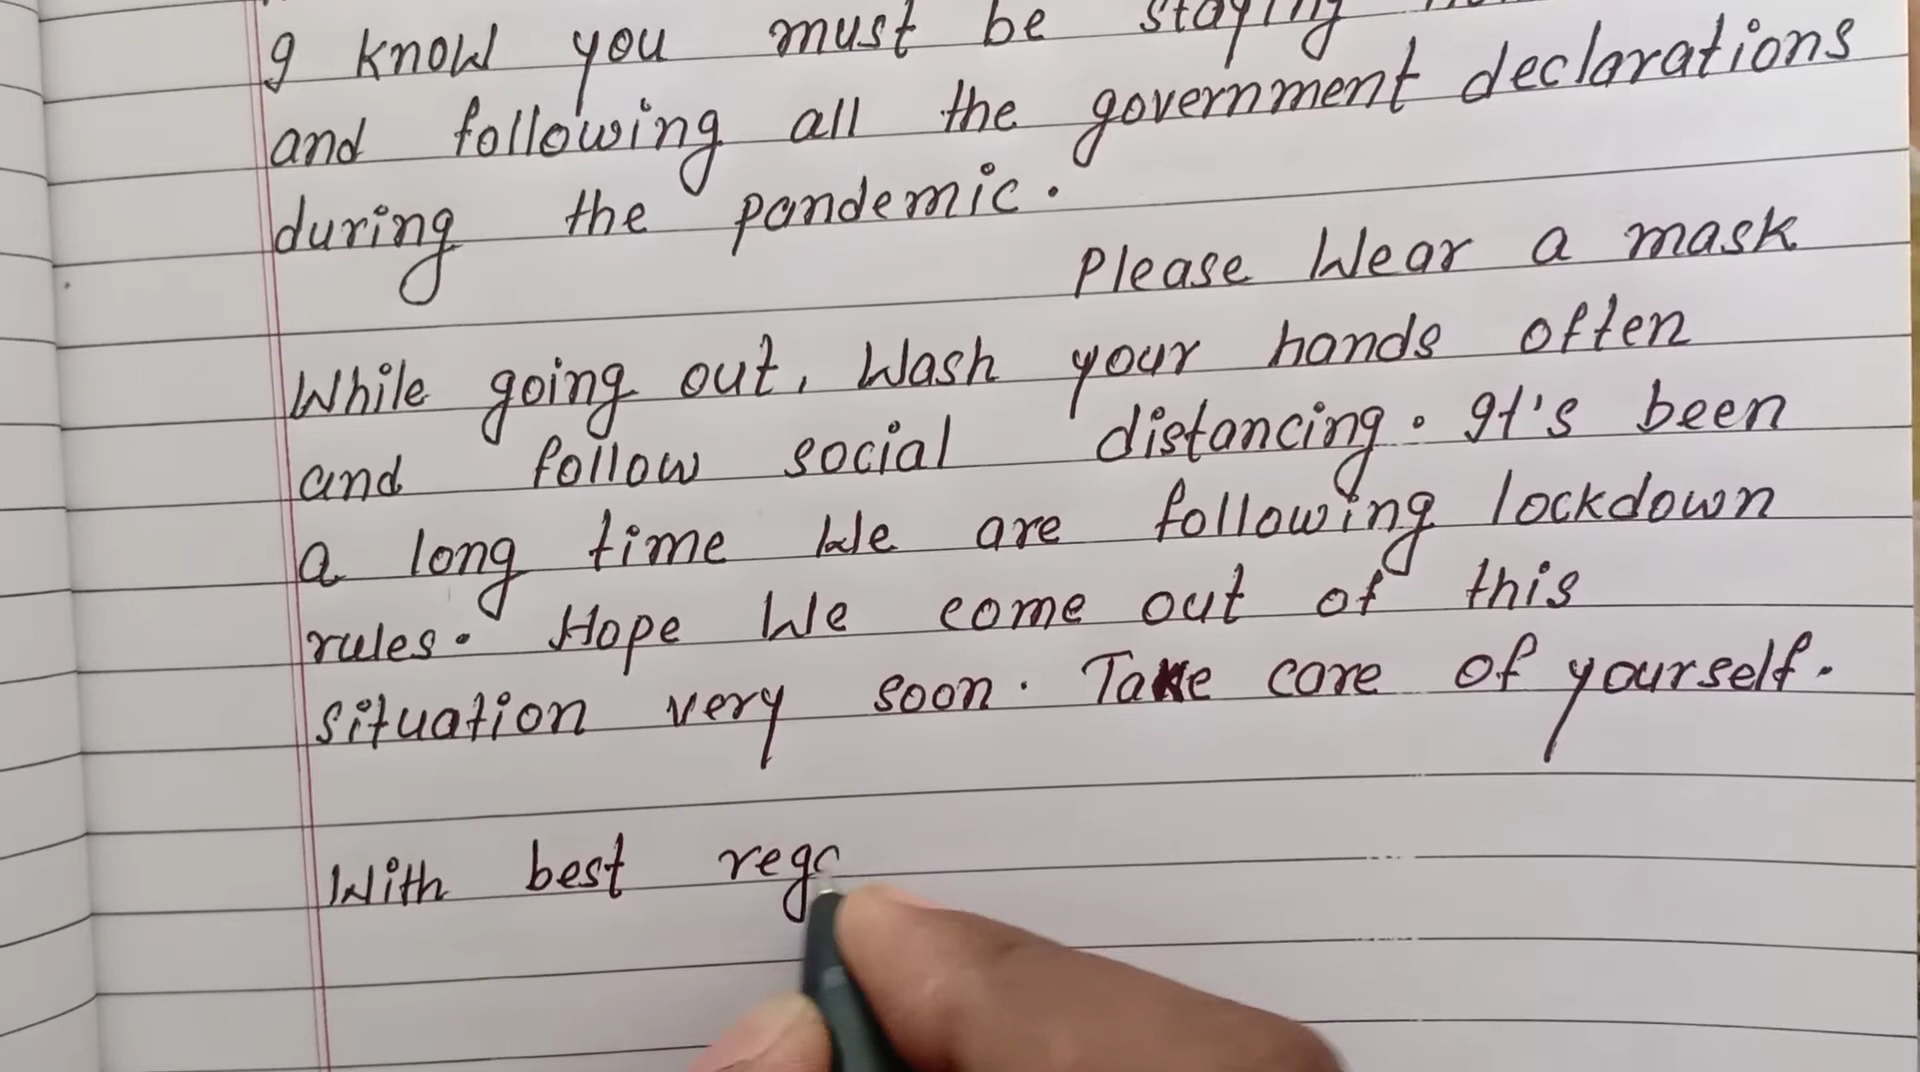 I know you must be staying
and following all the government declarations
during the pandemic.
Please Wear a mask
While going out, Wash your hands often
and follow social distancing. It's been
a long time We are following lockdown
rules. Hope We come out of this
situation very soon. Take care of yourself.
With best rega